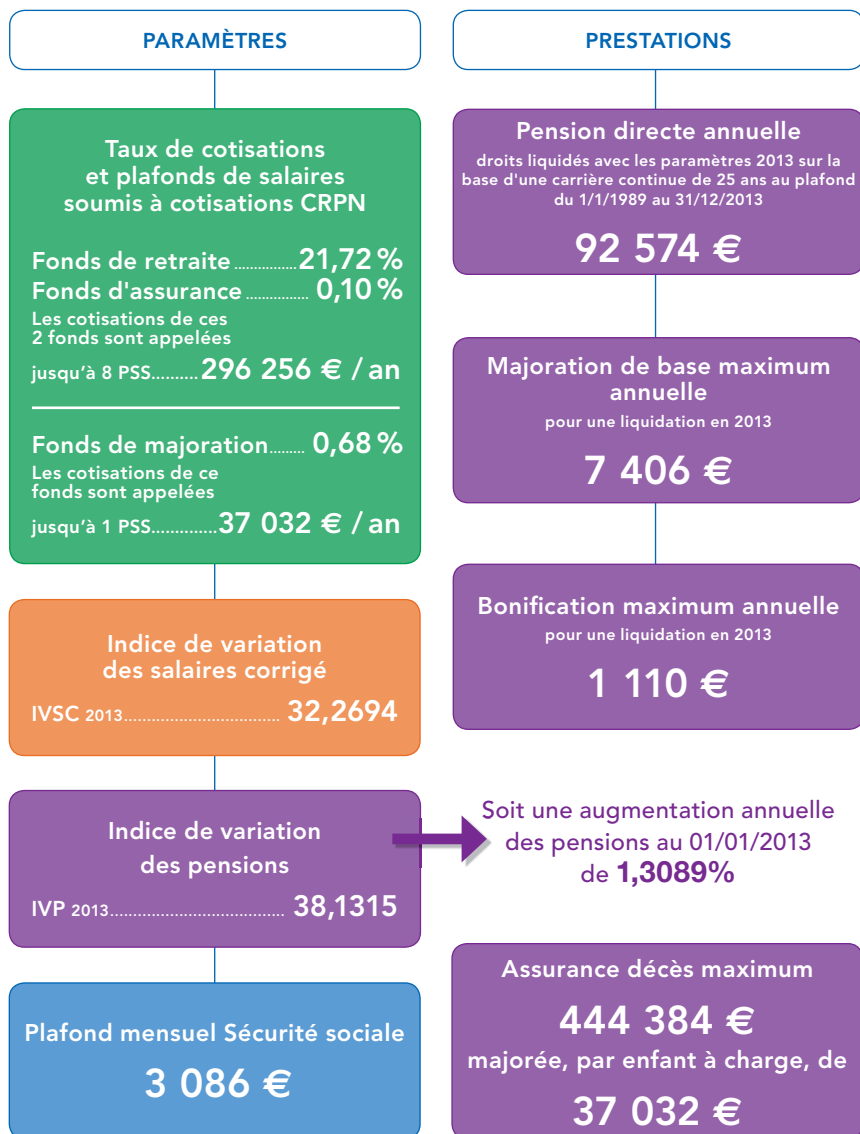 PARAMÈTRES
Taux de cotisations
et plafonds de salaires
soumis à cotisations CRPN
Fonds de retaite...............21,72 %
Fonds d'assurance............... 0,10 %
Les cotisations de ces
2 fonds sont appelées
jusqu'à 8 PSS..........296 256 € / an
Fonds de majoration......... 0,68 %
Les cotisations de ce
fonds sont appelées
jusqu'à 1 PSS..............37 032 € / an
Indice de variation
des salaires corrigé
IVSC 2013.................................. 32,2694
Indice de variation
des pensions
IVP 2013...................................... 38,1315
Plafond mensuel Sécurité sociale
3 086 €
PRESTATIONS
Pension directe annuelle
droits liquidés avec les paramètres 2013 sur la
base d'une carrière continue de 25 ans au plafond
du 1/1/1989 au 31/12/2013
92 574 €
Majoration de base maximum
annuelle
pour une liquidation en 2013
7 406 €
Bonification maximum annuelle
pour une liquidation en 2013
1 110 €
Soit une augmentation annuelle
des pensions au 01/01/2013
de 1,3089%
Assurance décès maximum
444 384 €
majorée, par enfant à charge, de
37 032 €